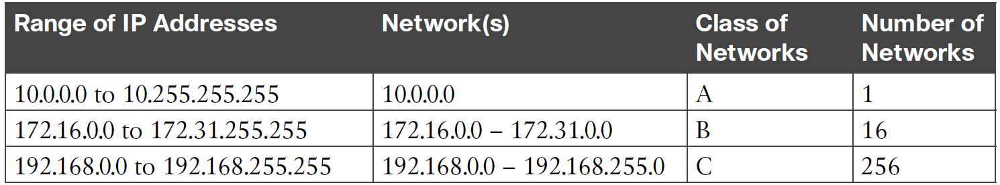 Range of IP Addresses Network(s) Class of Networks Number of Networks
10.0.0.0 to 10.255.255.255 10.0.0.0 A 1
172.16.0.0 to 172.31.255.255 172.16.0.0 – 172.31.0.0 B 16
192.168.0.0 to 192.168.255.255 192.168.0.0 – 192.168.255.0 C 256